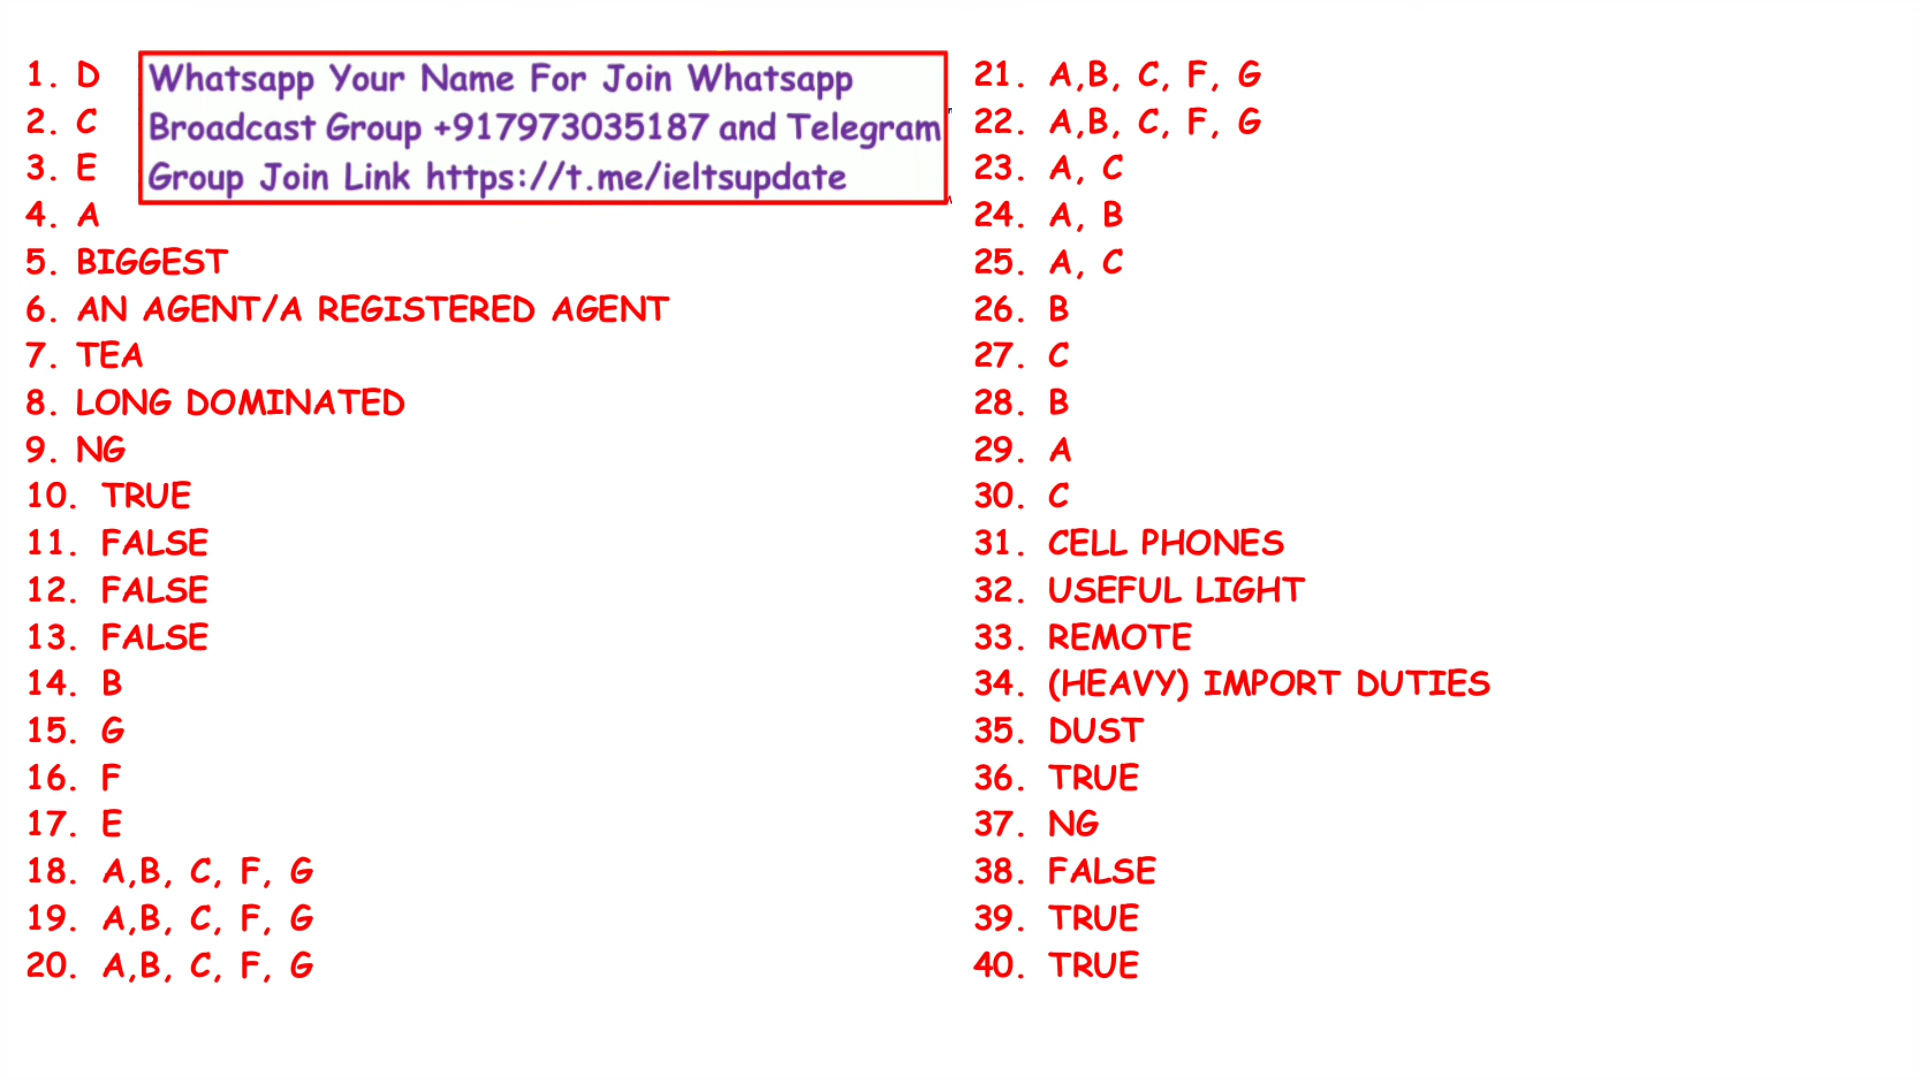 1. D
2. C
3. E
4. A
Whatsapp Your Name For Join Whatsapp
Broadcast Group +917973035187 and Telegram
Group Join Link https://t.me/ieltsupdate
5. BIGGEST
6. AN AGENT/A REGISTERED AGENT
7. TEA
8. LONG DOMINATED
9. NG
10. TRUE
11. FALSE
12. FALSE
13. FALSE
14. B
15. G
16. F
17. E
18. A,B, C, F, G
19. A,B, C, F, G
20. A,B, C, F, G
21. A,B, C, F, G
22. A,B, C, F, G
23. A, C
24. A, B
25. A, C
26. B
27. C
28. B
29. A
30. C
31. CELL PHONES
32. USEFUL LIGHT
33. REMOTE
34. (HEAVY) IMPORT DUTIES
35. DUST
36. TRUE
37. NG
38. FALSE
39. TRUE
40. TRUE